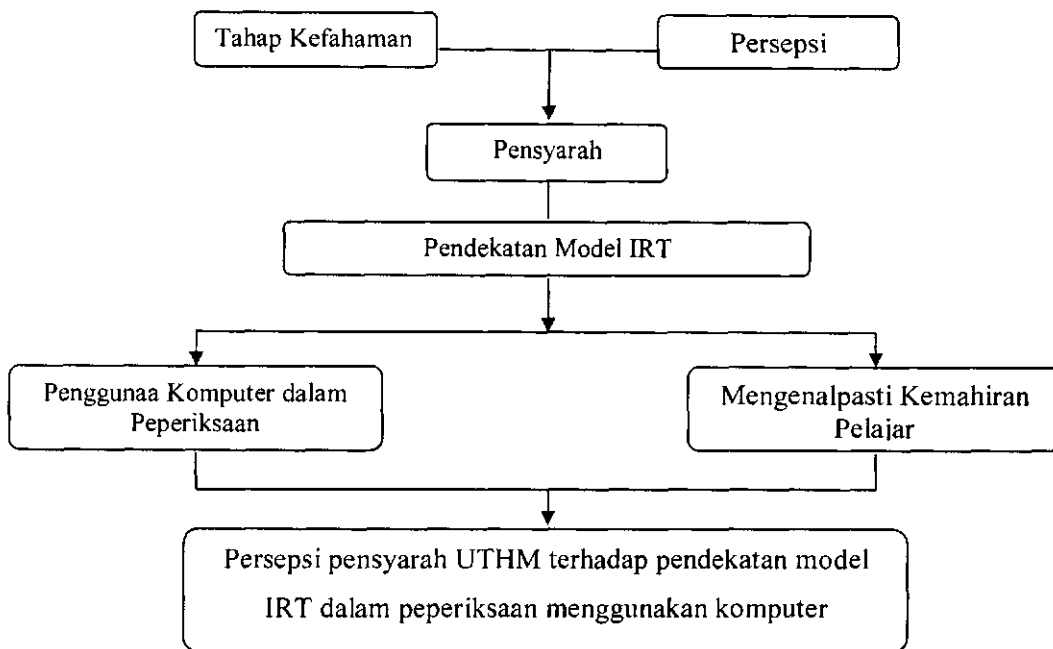 Tahap Kefahaman
Persepsi
Pensyarah
Pendekatan Model IRT
Penggunaa Komputer dalam
Peperiksaan
Mengenalpasti Kemahiran
Pelajar
Persepsi pensyarah UTHM terhadap pendekatan model
IRT dalam peperiksaan menggunakan komputer